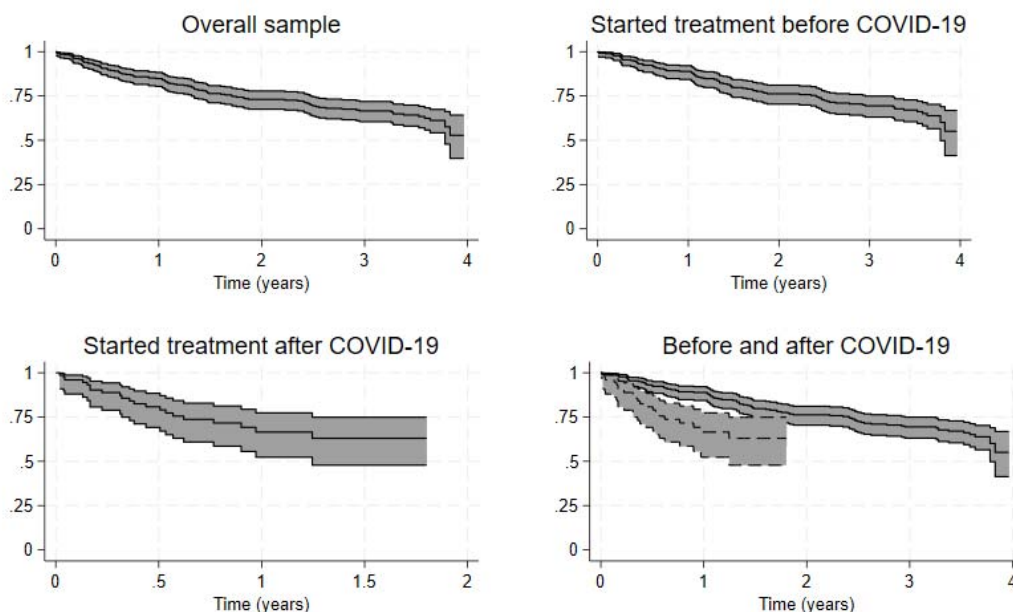 Overall sample
1
.75
.5
.25
0
0 1 2 3 4
Time (years)
Started treatment before COVID-19
1
.75
.5
.25
0
0 1 2 3 4
Time (years)
Started treatment after COVID-19
1
.75
.5
.25
0
0 .5 1 1.5 2
Time (years)
Before and after COVID-19
1
.75
.5
.25
0
0 1 2 3 4
Time (years)